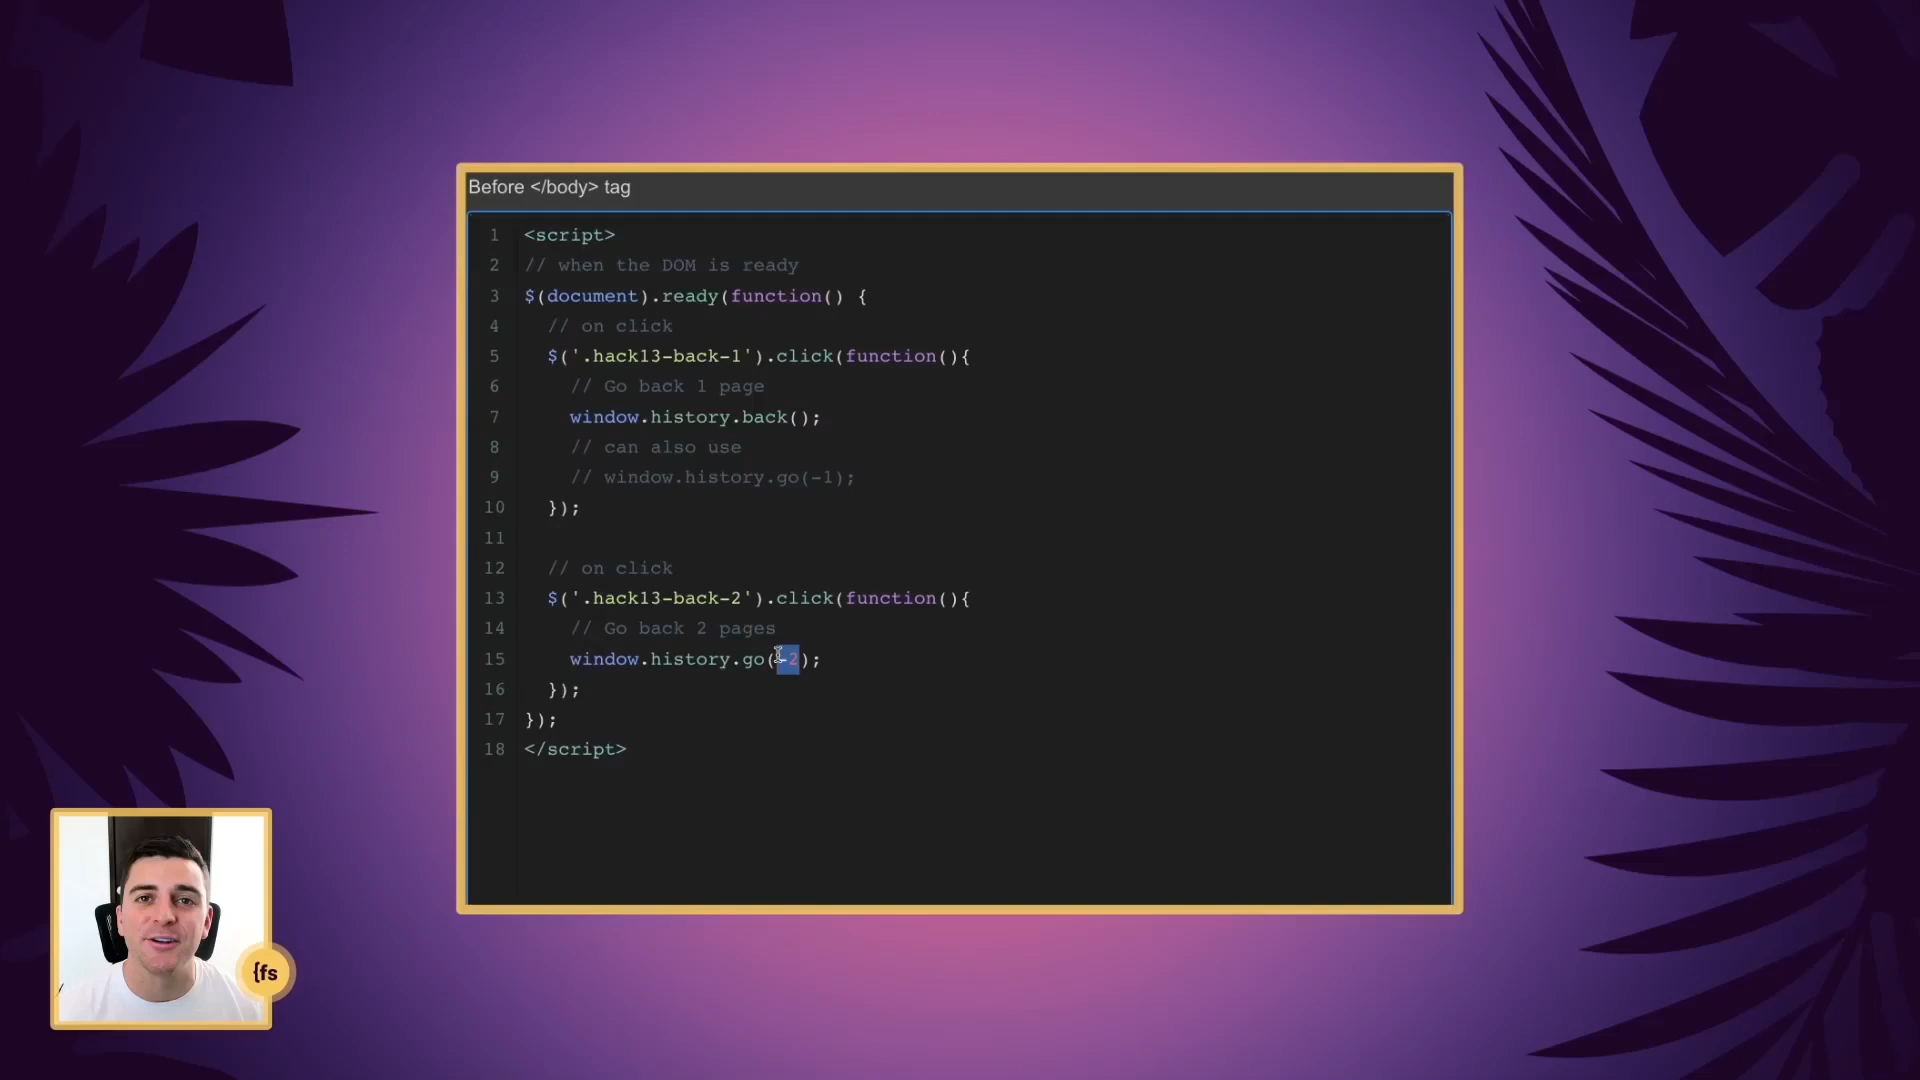 Before </body> tag
1 <script>
2 // when the DOM is ready
3 $(document).ready(function() {
4 // on click
5 $('.hack13-back-1').click(function(){
6 // Go back 1 page
7 window.history.back();
8 // can also use
9 // window.history.go(-1);
10 });
11
12 // on click
13 $('.hack13-back-2').click(function(){
14 // Go back 2 pages
15 window.history.go(-2);
16 });
17 });
18 </script>
{fs